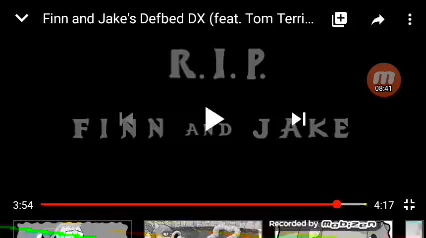 Finn and Jake's Defbed DX (feat. Tom Terri...
R.I.P.
08:41
FINN AND JAKE
3:54
4:17
Recorded by Mobizen